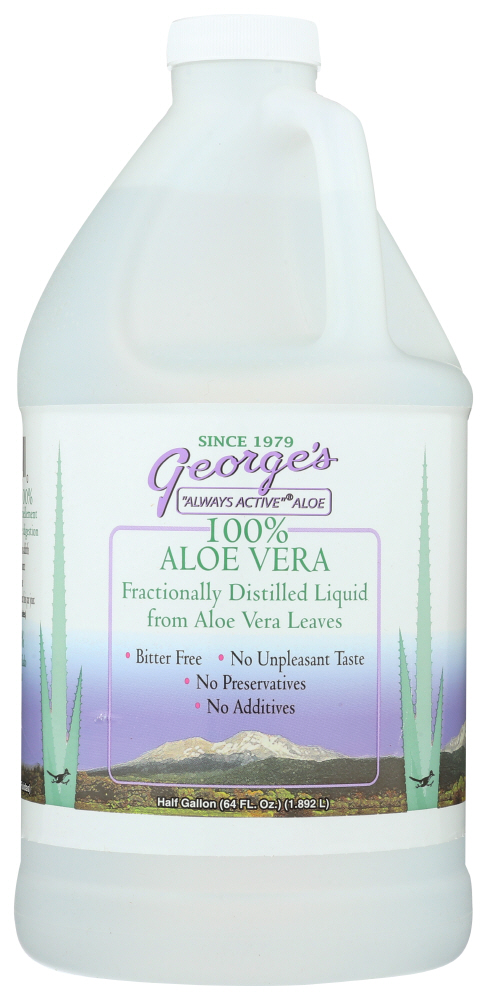 SINCE 1979
George's
"ALWAYS ACTIVE"® ALOE
100%
ALOE VERA
Fractionally Distilled Liquid
from Aloe Vera Leaves
• Bitter Free • No Unpleasant Taste
• No Preservatives
• No Additives
Half Gallon (64 FL. Oz.) (1.892 L)